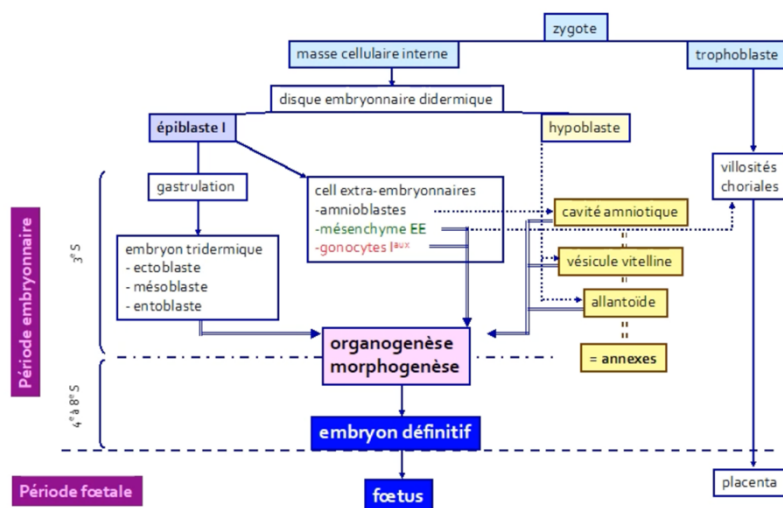 zygote
masse cellulaire interne
trophoblaste
disque embryonnaire didermique
épiblaste I
hypoblaste
villosités
choriales
gastrulation
cell extra-embryonnaires
-amnioblastes
-mésenchyme EE
-gonocytes Iᵃᵘˣ
cavité amniotique
embryon tridermique
- ectoblaste
- mésoblaste
- entoblaste
vésicule vitelline
allantoïde
= annexes
organogenèse
morphogenèse
embryon définitif
fœtus
placenta
Période embryonnaire
3ᵉ S
4ᵉ à 8ᵉ S
Période fœtale